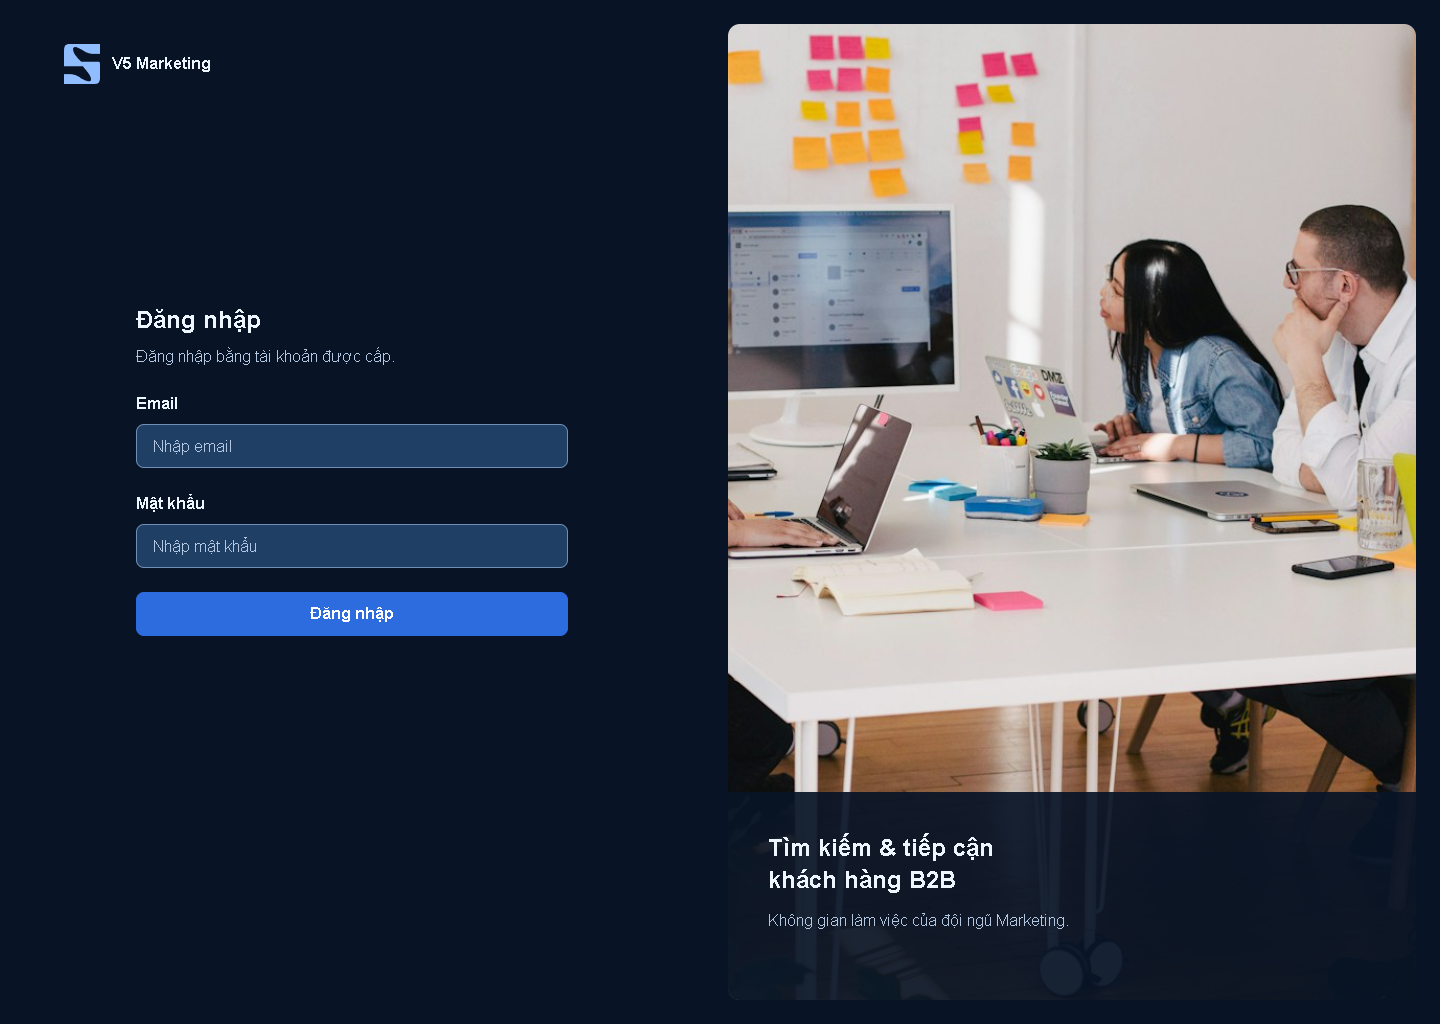 V5 Marketing
Đăng nhập
Đăng nhập bằng tài khoản được cấp.
Email
Nhập email
Mật khẩu
Nhập mật khẩu
Đăng nhập
Tìm kiếm & tiếp cận
khách hàng B2B
Không gian làm việc của đội ngũ Marketing.